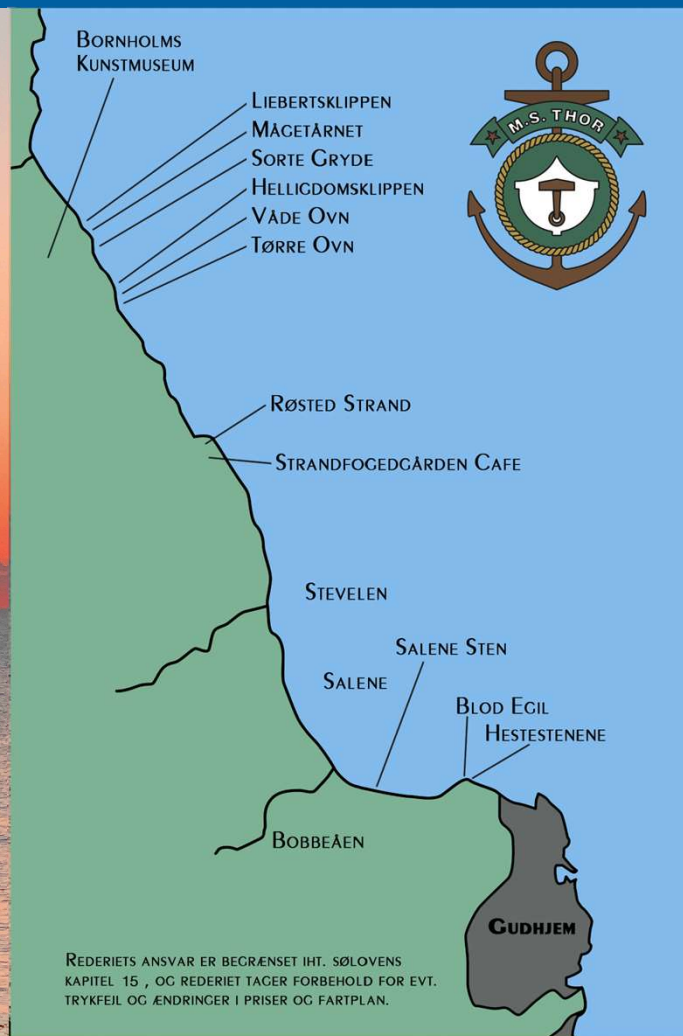 Bornholms
Kunstmuseum
M.S. THOR
Liebertsklippen
Mågetårnet
Sorte Gryde
Helligdomsklippen
Våde Ovn
Tørre Ovn
Røsted Strand
Strandfogedgården Cafe
Stevelen
Salene Sten
Salene
Blod Egil
Hestestenene
Bobbeåen
Gudhjem
Rederiets ansvar er begrænset iht. sølovens
kapitel 15 , og rederiet tager forbehold for evt.
trykfejl og ændringer i priser og fartplan.